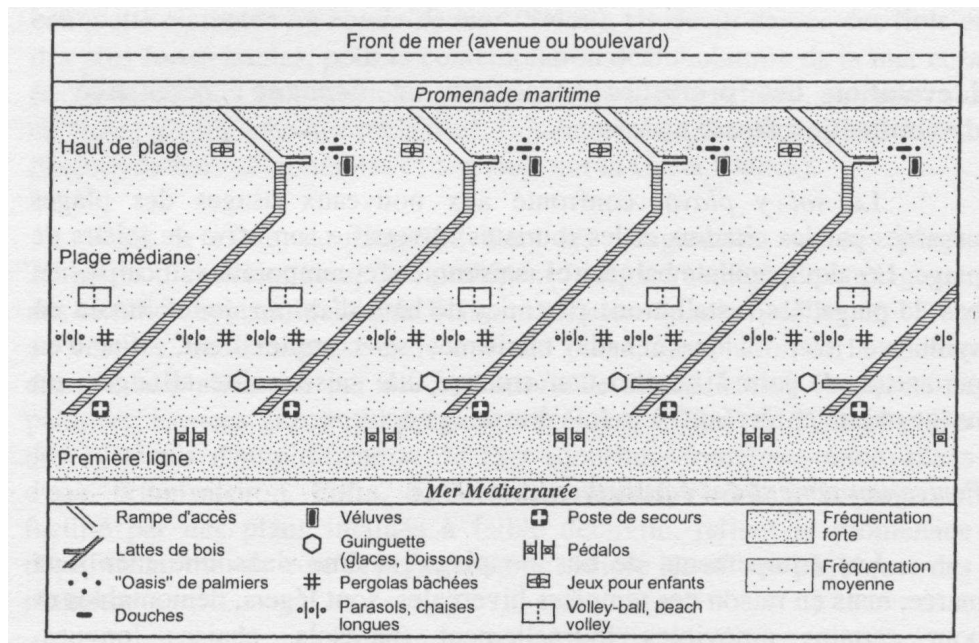 Front de mer (avenue ou boulevard)
Promenade maritime
Haut de plage
Plage médiane
Première ligne
Mer Méditerranée
Rampe d'accès
Lattes de bois
"Oasis" de palmiers
Douches
Véluvers
Guinguette
(glaces, boissons)
Pergolas bâchées
Parasols, chaises
longues
Poste de secours
Pédalos
Jeux pour enfants
Volley-ball, beach
volley
Fréquentation
forte
Fréquentation
moyenne